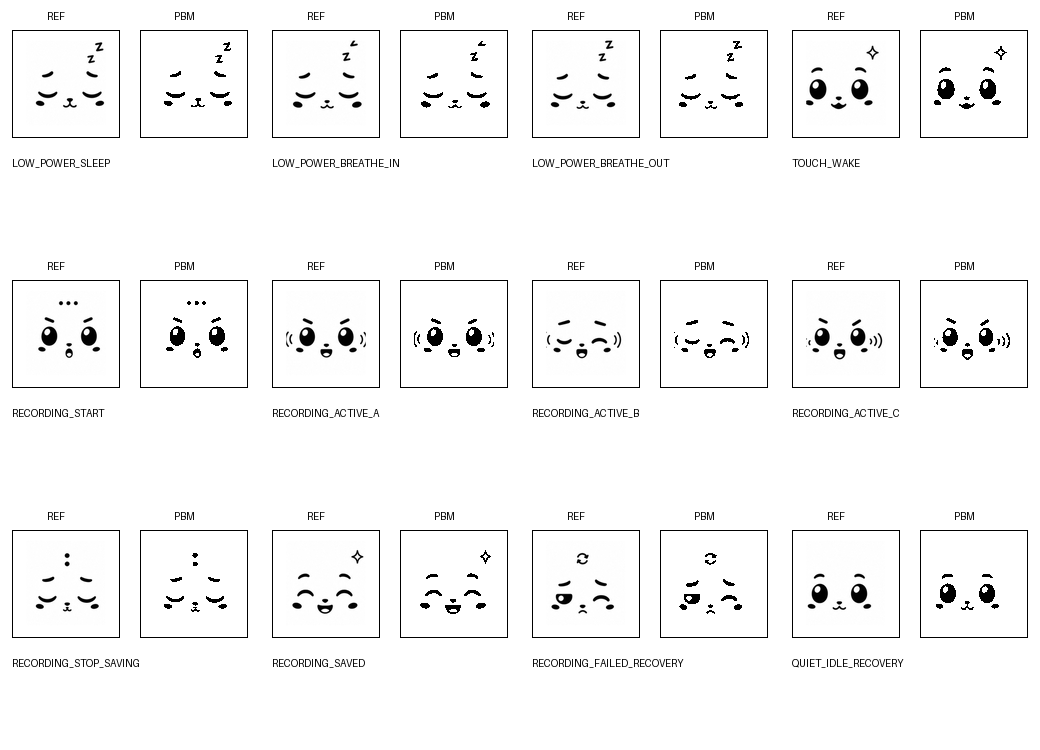 REF PBM REF PBM REF PBM REF PBM
z z z z z z z z z z z z
LOW_POWER_SLEEP LOW_POWER_BREATHE_IN LOW_POWER_BREATHE_OUT TOUCH_WAKE
REF PBM REF PBM REF PBM REF PBM
RECORDING_START RECORDING_ACTIVE_A RECORDING_ACTIVE_B RECORDING_ACTIVE_C
REF PBM REF PBM REF PBM REF PBM
RECORDING_STOP_SAVING RECORDING_SAVED RECORDING_FAILED_RECOVERY QUIET_IDLE_RECOVERY